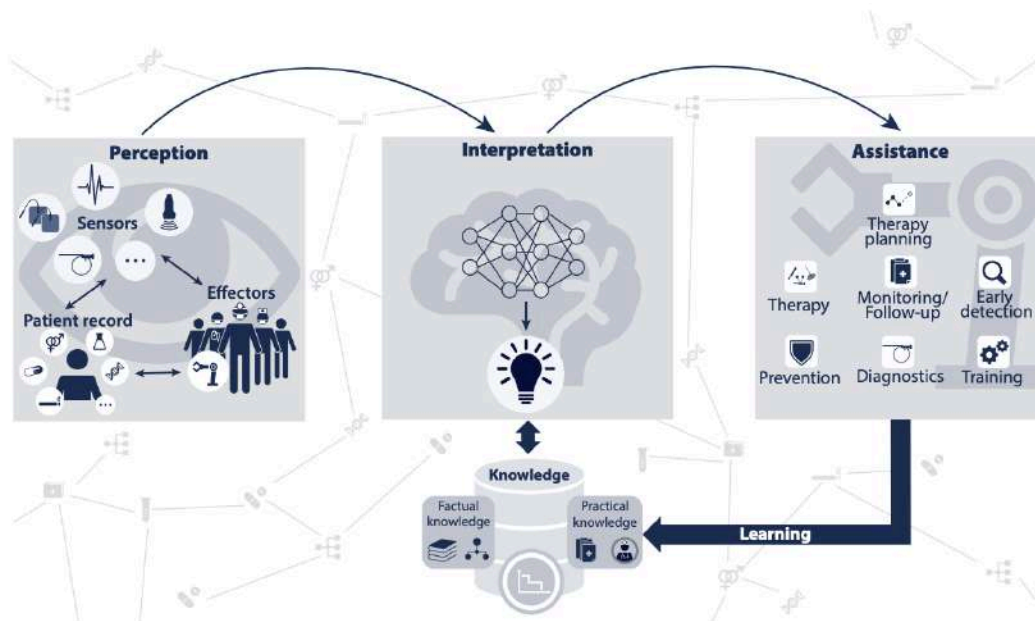 Perception
Sensors
...
Effectors
Patient record
...
Interpretation
Knowledge
Factual
knowledge
Practical
knowledge
Assistance
Therapy
planning
Therapy
Monitoring/
Follow-up
Early
detection
Prevention
Diagnostics
Training
Learning